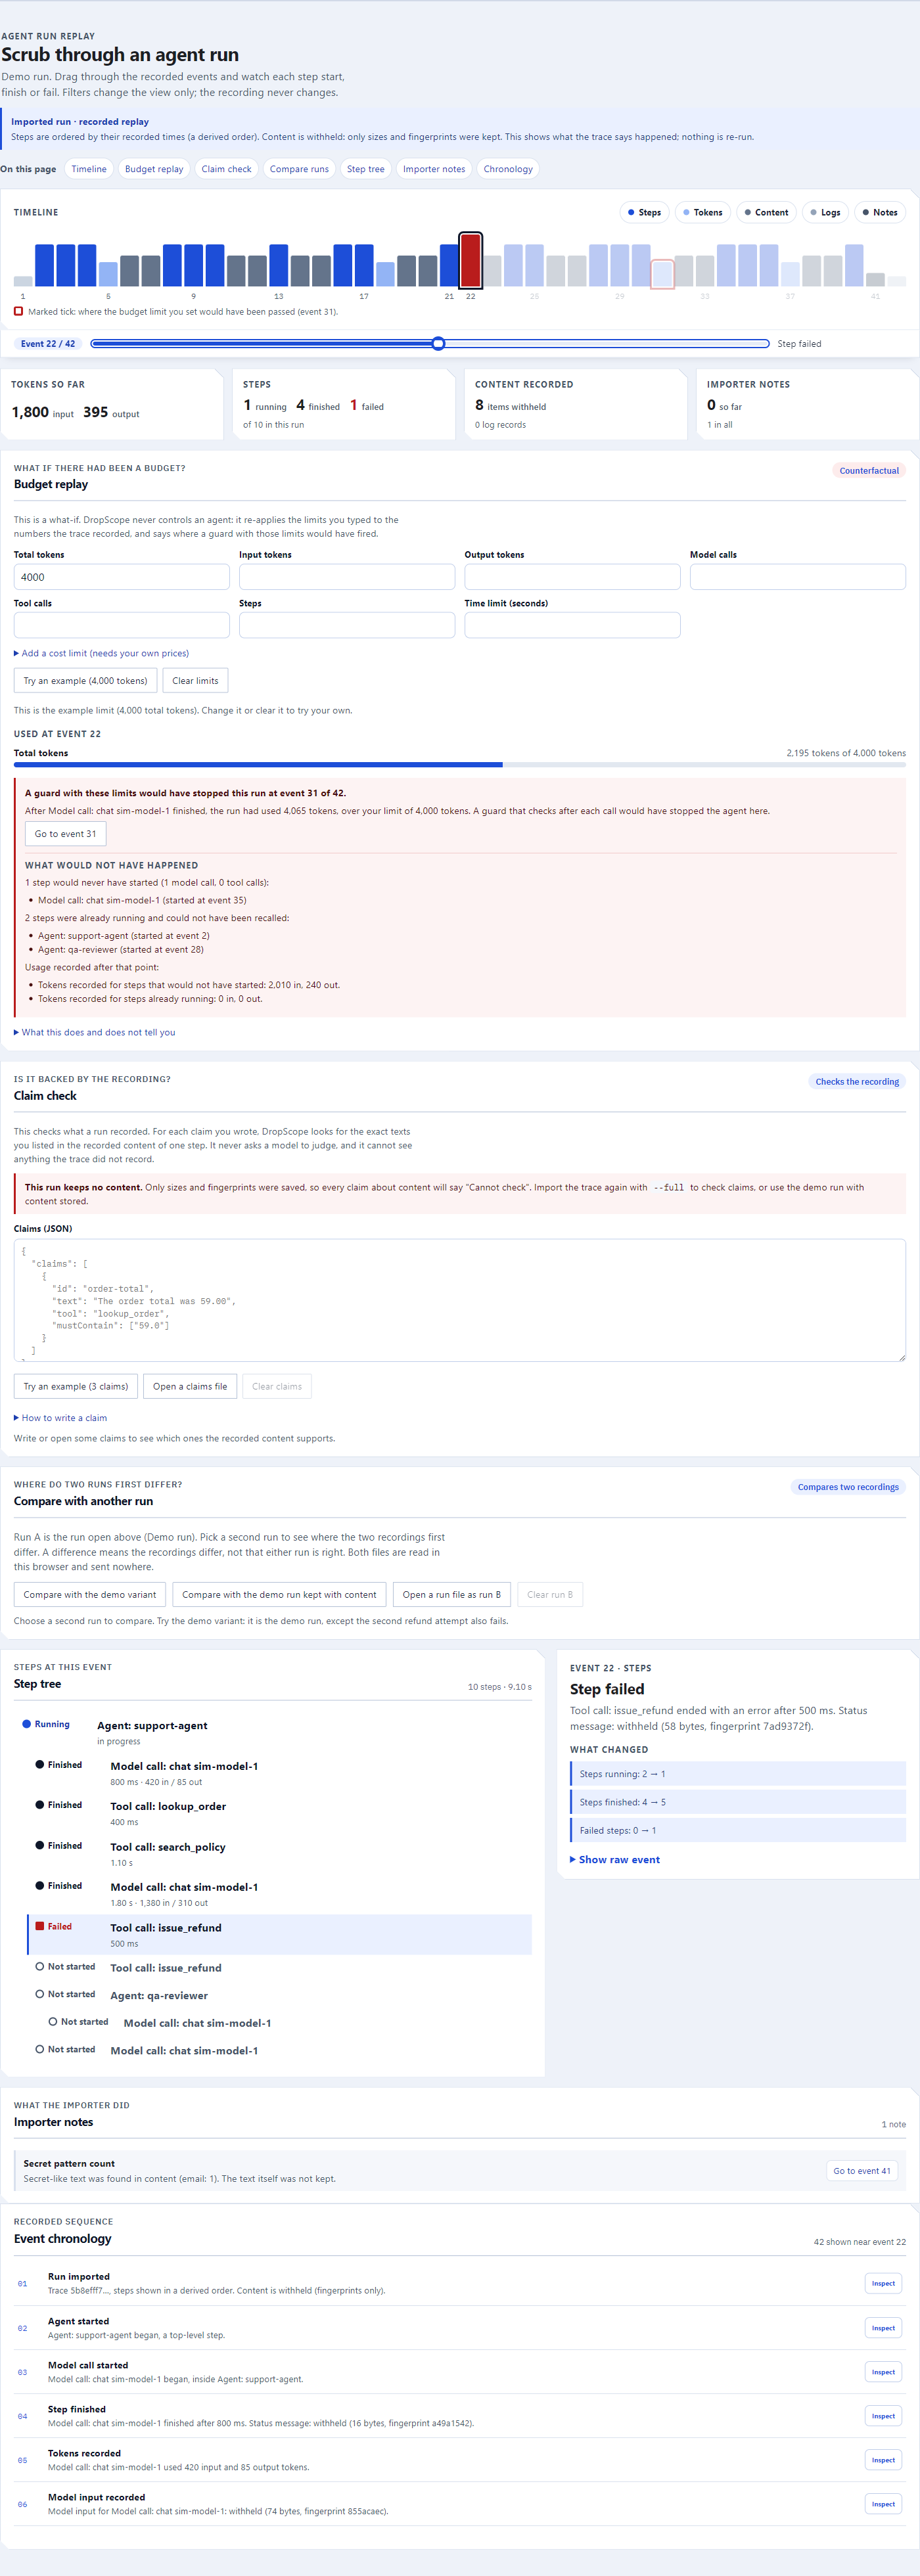 AGENT RUN REPLAY
Scrub through an agent run
Demo run. Drag through the recorded events and watch each step start,
finish or fail. Filters change the view only; the recording never changes.
Imported run · recorded replay
Steps are ordered by their recorded times (a derived order). Content is withheld: only sizes and fingerprints were kept. This shows what the trace says happened; nothing is re-run.
On this page Timeline Budget replay Claim check Compare runs Step tree Importer notes Chronology
TIMELINE Steps Tokens Content Logs Notes
1 5 9 13 17 21 22 25 29 33 37 41
Marked tick: where the budget limit you set would have been passed (event 31).
Event 22 / 42 Step failed
TOKENS SO FAR
1,800 input 395 output
STEPS
1 running 4 finished 1 failed
of 10 in this run
CONTENT RECORDED
8 items withheld
0 log records
IMPORTER NOTES
0 so far
1 in all
WHAT IF THERE HAD BEEN A BUDGET?
Budget replay
Counterfactual
This is a what-if. DropScope never controls an agent: it re-applies the limits you typed to the
numbers the trace recorded, and says where a guard with those limits would have fired.
Total tokens Input tokens Output tokens Model calls
4000
Tool calls Steps Time limit (seconds)
▶ Add a cost limit (needs your own prices)
Try an example (4,000 tokens) Clear limits
This is the example limit (4,000 total tokens). Change it or clear it to try your own.
USED AT EVENT 22
Total tokens 2,195 tokens of 4,000 tokens
A guard with these limits would have stopped this run at event 31 of 42.
After Model call: chat sim-model-1 finished, the run had used 4,065 tokens, over your limit of 4,000 tokens. A guard that checks after each call would have stopped the agent here.
Go to event 31
WHAT WOULD NOT HAVE HAPPENED
1 step would never have started (1 model call, 0 tool calls):
• Model call: chat sim-model-1 (started at event 35)
2 steps were already running and could not have been recalled:
• Agent: support-agent (started at event 2)
• Agent: qa-reviewer (started at event 28)
Usage recorded after that point:
• Tokens recorded for steps that would not have started: 2,010 in, 240 out.
• Tokens recorded for steps already running: 0 in, 0 out.
▶ What this does and does not tell you
IS IT BACKED BY THE RECORDING?
Claim check
Checks the recording
This checks what a run recorded. For each claim you wrote, DropScope looks for the exact texts
you listed in the recorded content of one step. It never asks a model to judge, and it cannot see
anything the trace did not record.
This run keeps no content. Only sizes and fingerprints were saved, so every claim about content will say "Cannot check". Import the trace again with --full to check claims, or use the demo run with
content stored.
Claims (JSON)
{
"claims": [
{
"id": "order-total",
"text": "The order total was 59.00",
"tool": "lookup_order",
"mustContain": ["59.0"]
}
]
Try an example (3 claims) Open a claims file Clear claims
▶ How to write a claim
Write or open some claims to see which ones the recorded content supports.
WHERE DO TWO RUNS FIRST DIFFER?
Compare with another run
Compares two recordings
Run A is the run open above (Demo run). Pick a second run to see where the two recordings first
differ. A difference means the recordings differ, not that either run is right. Both files are read in
this browser and sent nowhere.
Compare with the demo variant Compare with the demo run kept with content Open a run file as run B Clear run B
Choose a second run to compare. Try the demo variant: it is the demo run, except the second refund attempt also fails.
STEPS AT THIS EVENT
Step tree
10 steps · 9.10 s
Running Agent: support-agent
in progress
Finished Model call: chat sim-model-1
800 ms · 420 in / 85 out
Finished Tool call: lookup_order
400 ms
Finished Tool call: search_policy
1.10 s
Finished Model call: chat sim-model-1
1.80 s · 1,380 in / 310 out
Failed Tool call: issue_refund
500 ms
Not started Tool call: issue_refund
Not started Agent: qa-reviewer
Not started Model call: chat sim-model-1
Not started Model call: chat sim-model-1
EVENT 22 · STEPS
Step failed
Tool call: issue_refund ended with an error after 500 ms. Status
message: withheld (58 bytes, fingerprint 7ad9372f).
WHAT CHANGED
Steps running: 2 → 1
Steps finished: 4 → 5
Failed steps: 0 → 1
▶ Show raw event
WHAT THE IMPORTER DID
Importer notes
1 note
Secret pattern count
Secret-like text was found in content (email: 1). The text itself was not kept.
Go to event 41
RECORDED SEQUENCE
Event chronology
42 shown near event 22
01 Run imported
Trace 5b8efff7..., steps shown in a derived order. Content is withheld (fingerprints only).
Inspect
02 Agent started
Agent: support-agent began, a top-level step.
Inspect
03 Model call started
Model call: chat sim-model-1 began, inside Agent: support-agent.
Inspect
04 Step finished
Model call: chat sim-model-1 finished after 800 ms. Status message: withheld (16 bytes, fingerprint a49a1542).
Inspect
05 Tokens recorded
Model call: chat sim-model-1 used 420 input and 85 output tokens.
Inspect
06 Model input recorded
Model input for Model call: chat sim-model-1: withheld (74 bytes, fingerprint 855acaec).
Inspect